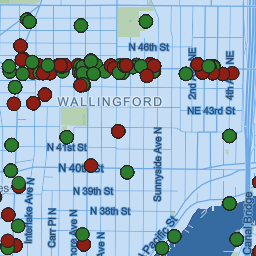 N 46th St
2nd Ave NE
4th Ave NE
WALLINGFORD
NE 43rd St
N 41st St
N 40th St
Sunnyside Ave N
N 39th St
Interlake Ave N
Carr Pl N
N 38th St
Ave N
Pacific St
Canal Bridge